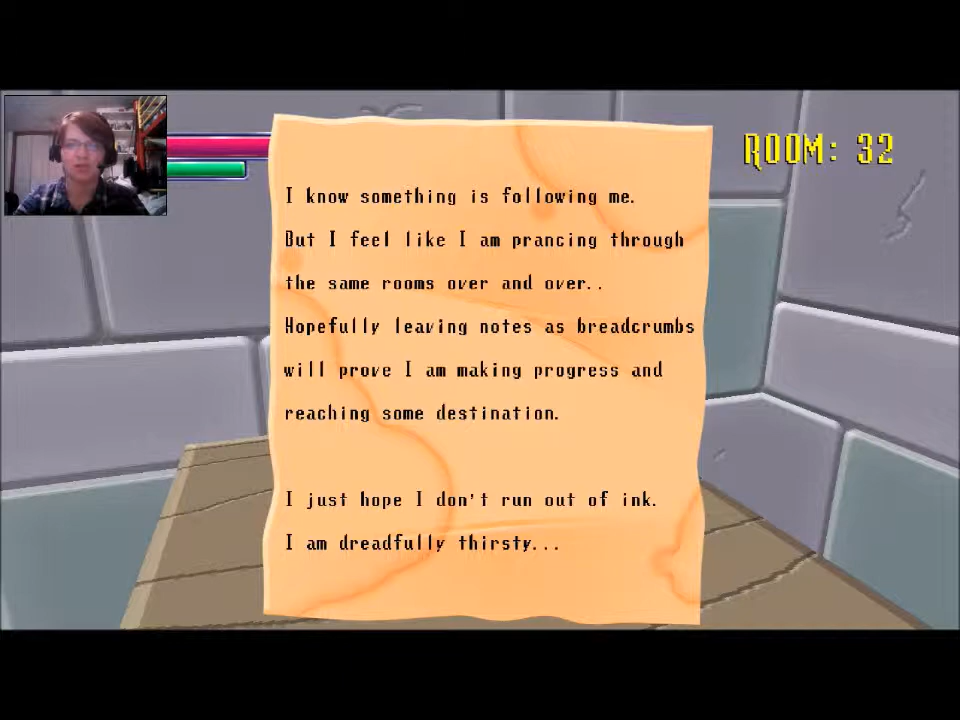 ROOM: 32
I know something is following me.
But I feel like I am prancing through
the same rooms over and over..
Hopefully leaving notes as breadcrumbs
will prove I am making progress and
reaching some destination.
I just hope I don't run out of ink.
I am dreadfully thirsty...